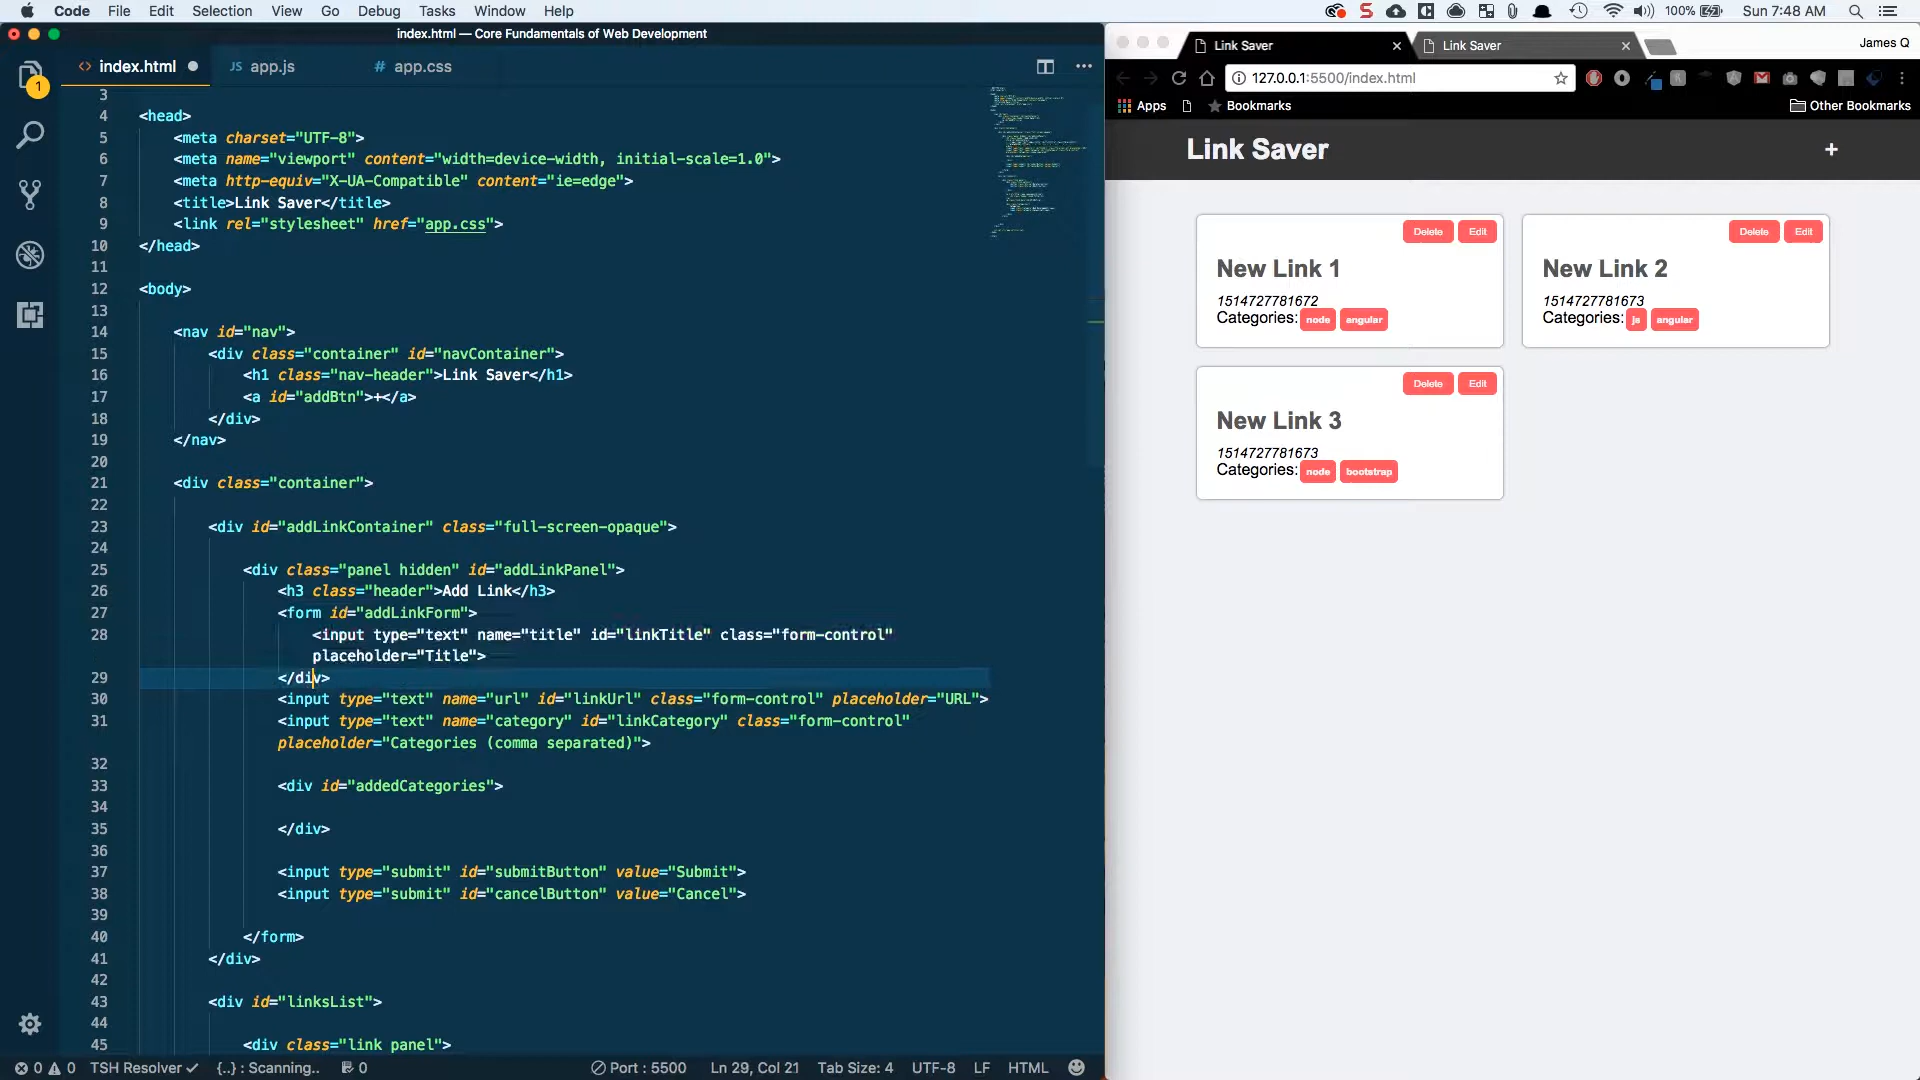 Code File Edit Selection View Go Debug Tasks Window Help
100% Sun 7:48 AM
index.html — Core Fundamentals of Web Development
1
<> index.html
JS app.js
# app.css
3
4 <head>
5 <meta charset="UTF-8">
6 <meta name="viewport" content="width=device-width, initial-scale=1.0">
7 <meta http-equiv="X-UA-Compatible" content="ie=edge">
8 <title>Link Saver</title>
9 <link rel="stylesheet" href="app.css">
10 </head>
11
12 <body>
13
14 <nav id="nav">
15 <div class="container" id="navContainer">
16 <h1 class="nav-header">Link Saver</h1>
17 <a id="addBtn">+</a>
18 </div>
19 </nav>
20
21 <div class="container">
22
23 <div id="addLinkContainer" class="full-screen-opaque">
24
25 <div class="panel hidden" id="addLinkPanel">
26 <h3 class="header">Add Link</h3>
27 <form id="addLinkForm">
28 <input type="text" name="title" id="linkTitle" class="form-control"
placeholder="Title">
29 </div>
30 <input type="text" name="url" id="linkUrl" class="form-control" placeholder="URL">
31 <input type="text" name="category" id="linkCategory" class="form-control"
placeholder="Categories (comma separated)">
32
33 <div id="addedCategories">
34
35 </div>
36
37 <input type="submit" id="submitButton" value="Submit">
38 <input type="submit" id="cancelButton" value="Cancel">
39
40 </form>
41 </div>
42
43 <div id="linksList">
44
45 <div class="link panel">
0 0 TSH Resolver {..} : Scanning.. 0 Port : 5500 Ln 29, Col 21 Tab Size: 4 UTF-8 LF HTML
Link Saver
Link Saver
James Q
127.0.0.1:5500/index.html
Apps Bookmarks Other Bookmarks
Link Saver +
Delete Edit
New Link 1
1514727781672
Categories: node angular
Delete Edit
New Link 2
1514727781673
Categories: js angular
Delete Edit
New Link 3
1514727781673
Categories: node bootstrap